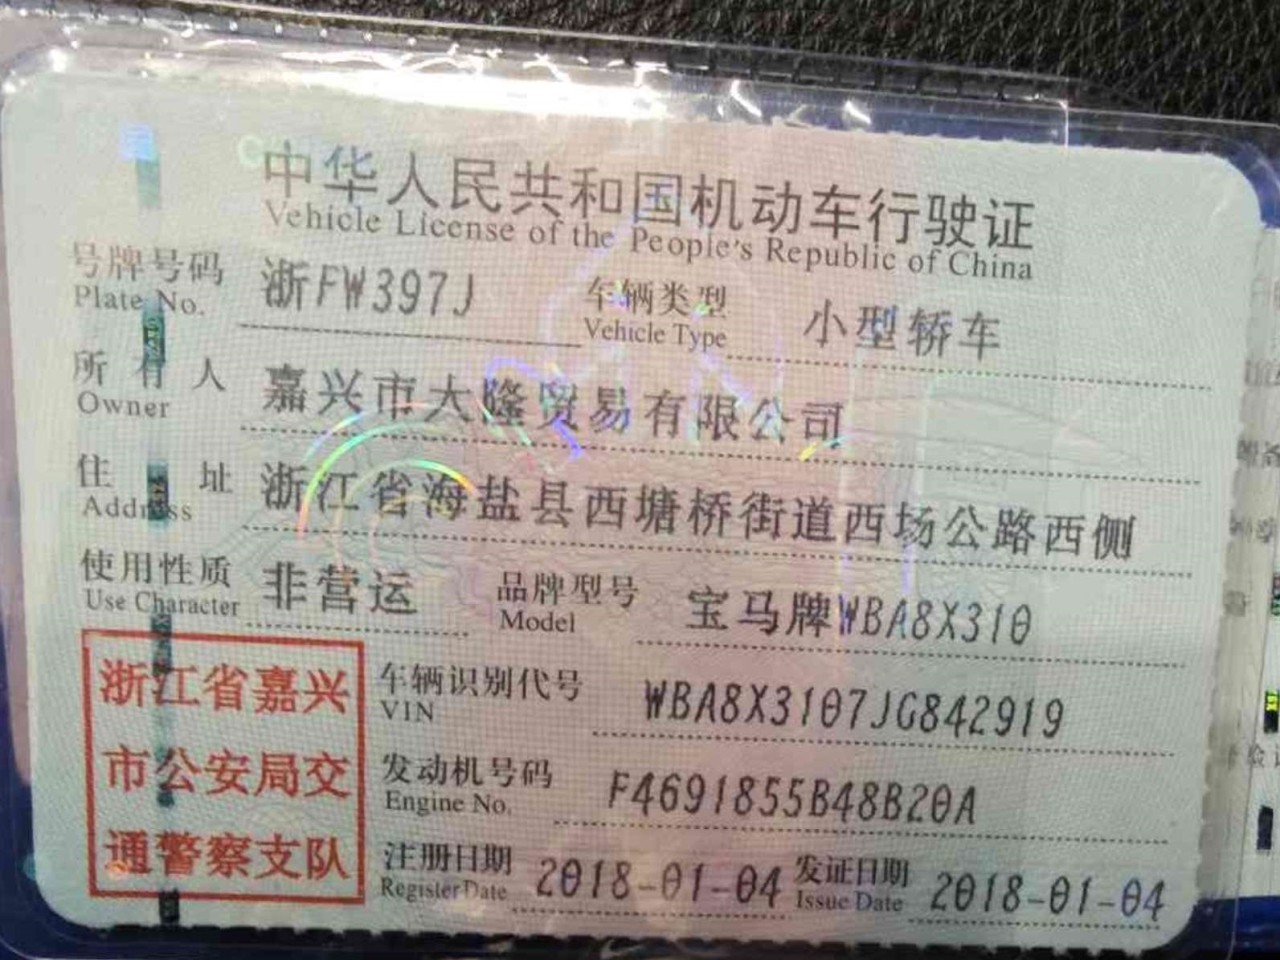 中华人民共和国机动车行驶证
Vehicle License of the People's Republic of China
号牌号码 浙FW397J 车辆类型 小型轿车
Plate No. Vehicle Type
所有人 嘉兴市大隆贸易有限公司
Owner
住址 浙江省海盐县西塘桥街道西场公路西侧
Address
使用性质 非营运 品牌型号 宝马牌WBA8X310
Use Character Model
浙江省嘉兴
市公安局交
通警察支队
车辆识别代号 WBA8X3107JG842919
VIN
发动机号码 F4691855B48B20A
Engine No.
注册日期 2018-01-04 发证日期 2018-01-04
Register Date Issue Date